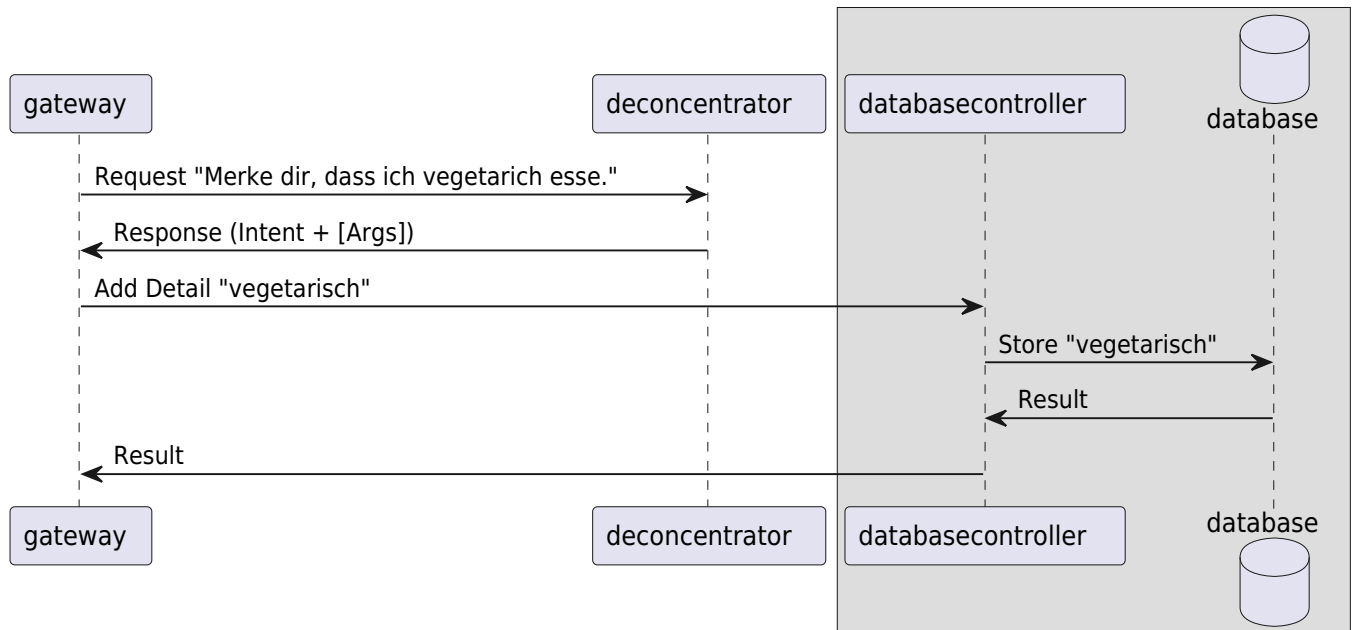 gateway
deconcentrator
databasecontroller
database
Request "Merke dir, dass ich vegetarich esse."
Response (Intent + [Args])
Add Detail "vegetarisch"
Store "vegetarisch"
Result
Result
gateway
deconcentrator
databasecontroller
database